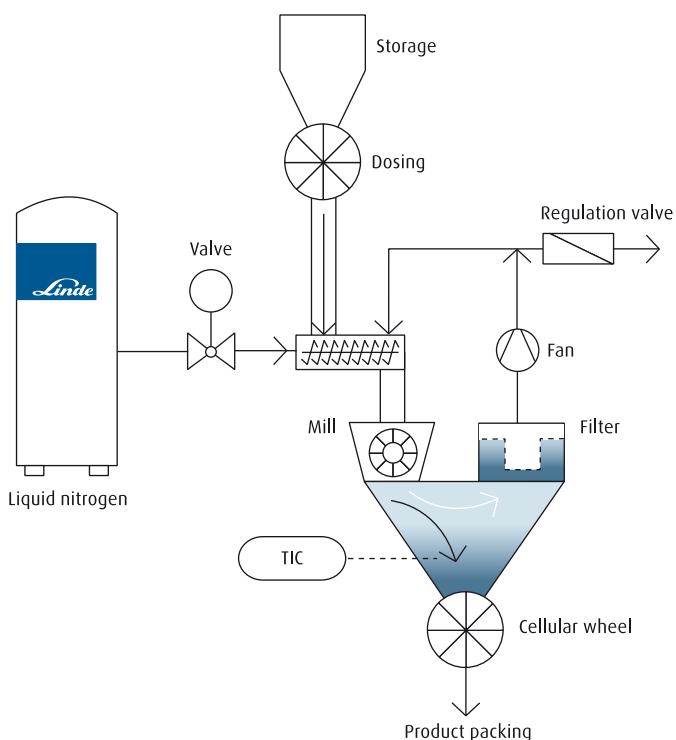 Storage
Dosing
Regulation valve
Valve
Linde
Fan
Mill
Filter
Liquid nitrogen
TIC
Cellular wheel
Product packing